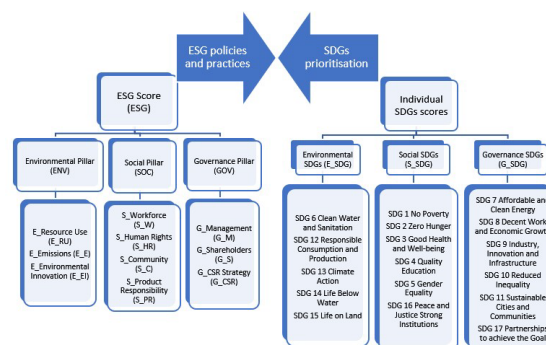 ESG policies
and practices
SDGs
prioritisation
ESG Score
(ESG)
Individual
SDGs scores
Environmental Pillar
(ENV)
Social Pillar
(SOC)
Governance Pillar
(GOV)
Environmental
SDGs (E_SDG)
Social SDGs
(S_SDG)
Governance SDGs
(G_SDG)
E_Resource Use
(E_RU)
E_Emissions (E_E)
E_Environmental
Innovation (E_EI)
S_Workforce
(S_W)
S_Human Rights
(S_HR)
S_Community
(S_C)
S_Product
Responsibility
(S_PR)
G_Management
(G_M)
G_Shareholders
(G_S)
G_CSR Strategy
(G_CSR)
SDG 6 Clean Water
and Sanitation
SDG 12 Responsible
Consumption and
Production
SDG 13 Climate
Action
SDG 14 Life Below
Water
SDG 15 Life on Land
SDG 1 No Poverty
SDG 2 Zero Hunger
SDG 3 Good Health
and Well-being
SDG 4 Quality
Education
SDG 5 Gender
Equality
SDG 16 Peace and
Justice Strong
Institutions
SDG 7 Affordable and
Clean Energy
SDG 8 Decent Work
and Economic Growt
SDG 9 Industry,
Innovation and
Infrastructure
SDG 10 Reduced
Inequality
SDG 11 Sustainable
Cities and
Communities
SDG 17 Partnerships
to achieve the Goal